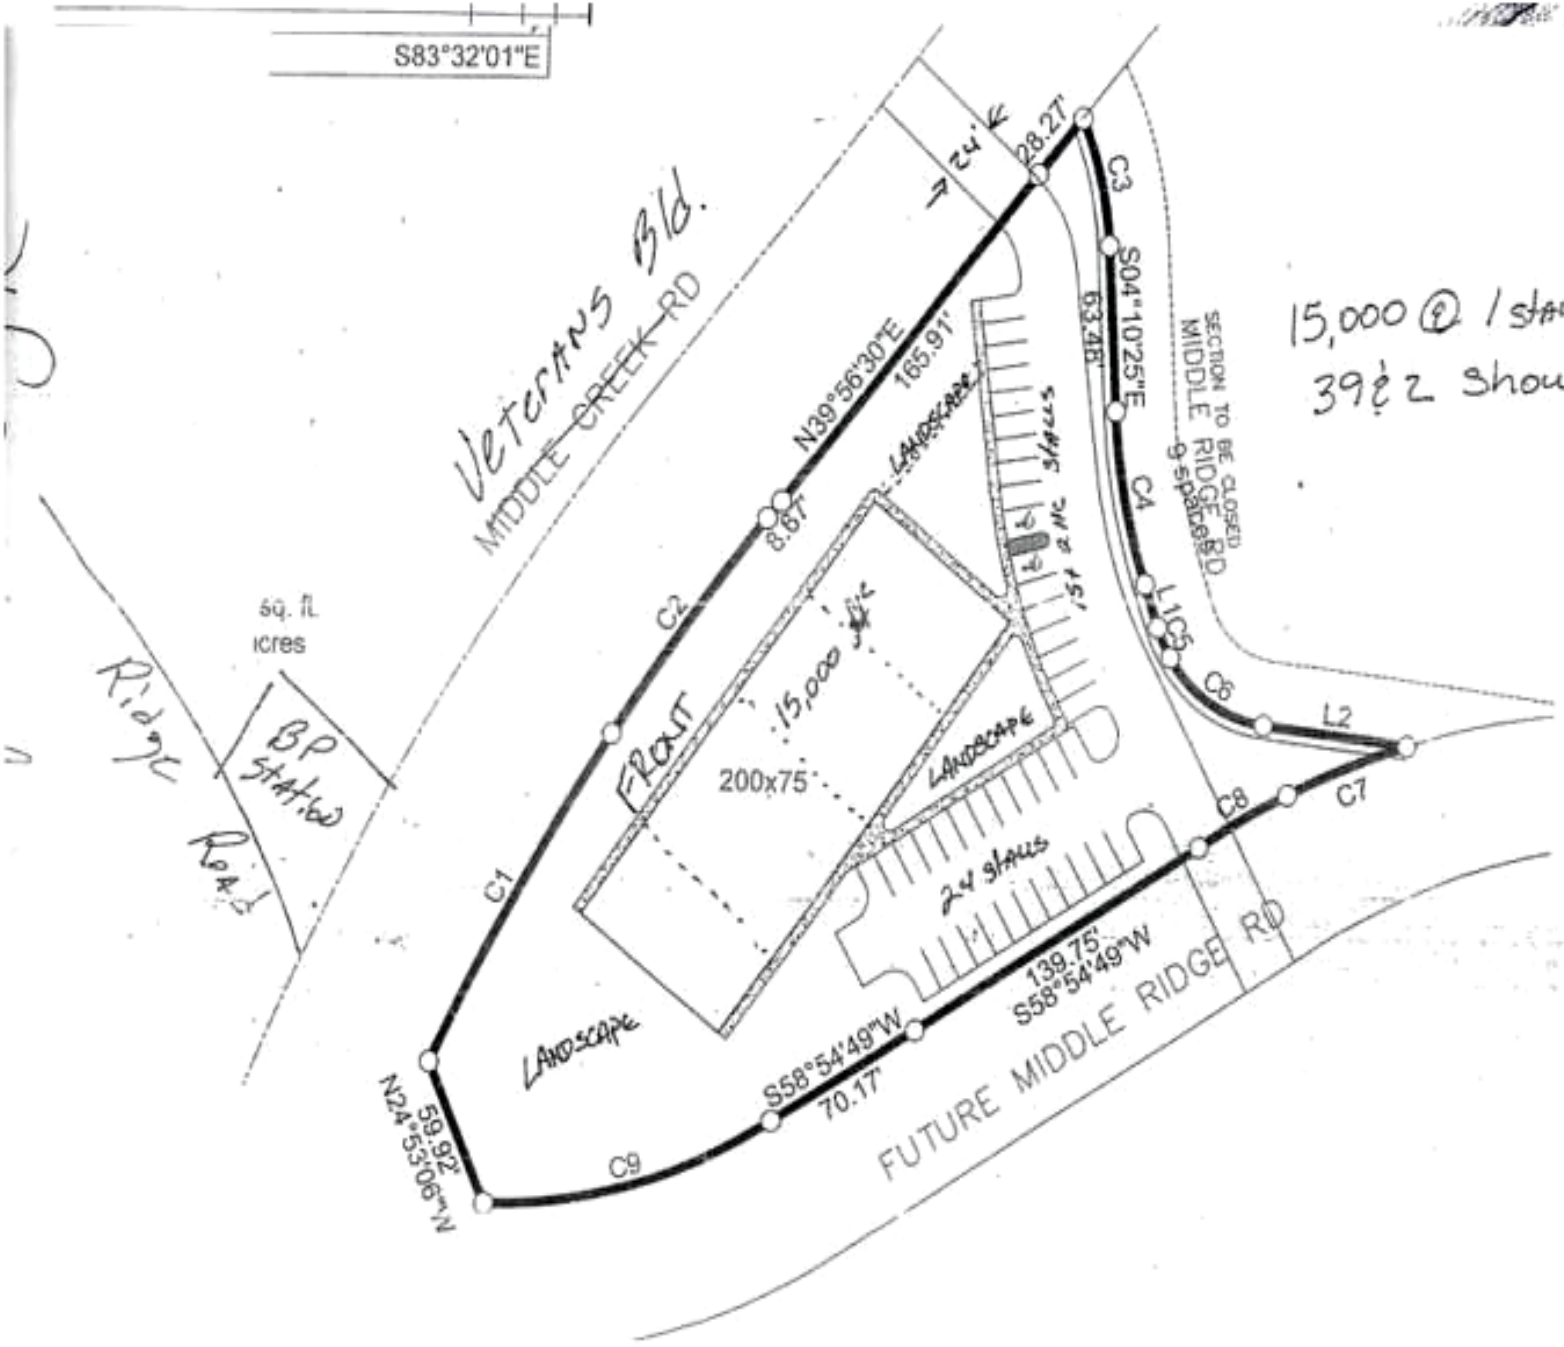 S83°32'01"E
24'
28.27'
C3
Veterans Bld.
MIDDLE CREEK RD
N39°56'30"E
165.91'
LANDSCAPE
63.48'
S04°10'25"E
SECTION TO BE CLOSED
MIDDLE RIDGE RD
9 spaces
15,000 @ 1 sta
39 & 2 Shou
STALLS
2 HC
8.67'
C4
C2
L1
C5
C6
L2
sq. ft.
acres
Ridge
Road
BP
Station
FRONT
15,000
200x75
LANDSCAPE
C7
C8
C1
24 STALLS
139.75'
S58°54'49"W
LANDSCAPE
S58°54'49"W
70.17'
FUTURE MIDDLE RIDGE RD
59.92'
N24°53'06"W
C9